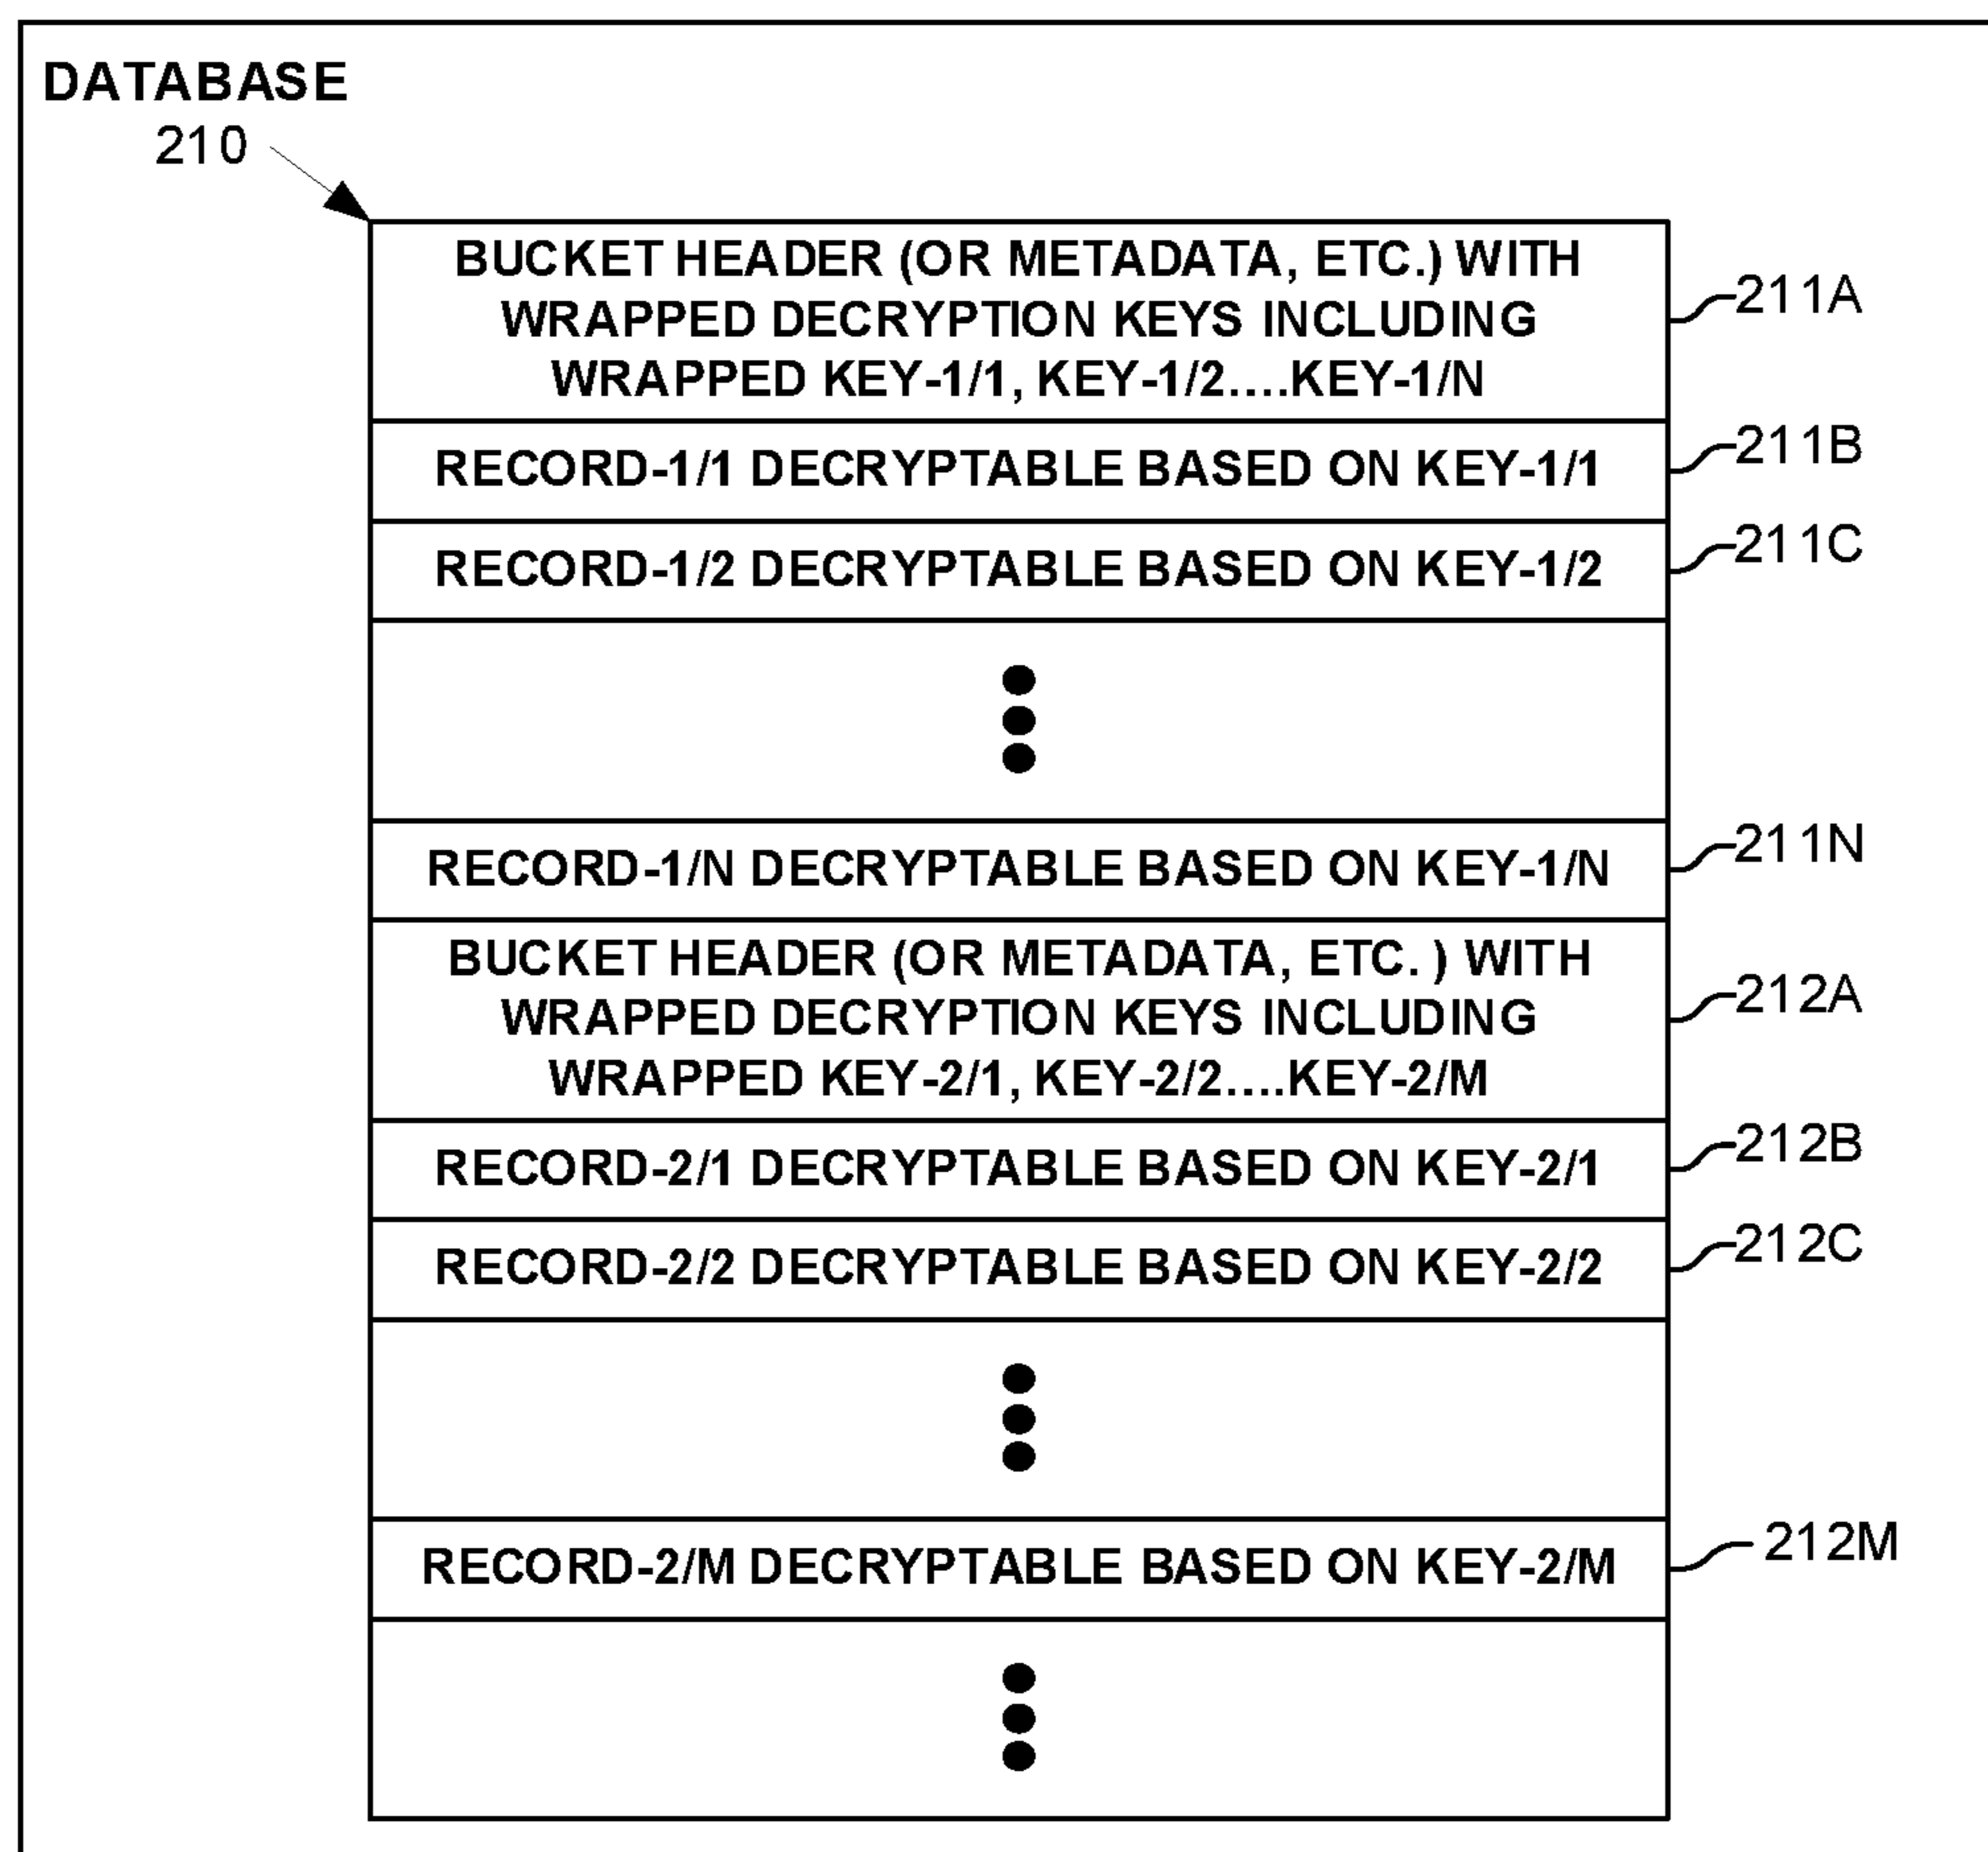 DATABASE
210
BUCKET HEADER (OR METADATA, ETC.) WITH
WRAPPED DECRYPTION KEYS INCLUDING
WRAPPED KEY-1/1, KEY-1/2....KEY-1/N
211A
RECORD-1/1 DECRYPTABLE BASED ON KEY-1/1
211B
RECORD-1/2 DECRYPTABLE BASED ON KEY-1/2
211C
RECORD-1/N DECRYPTABLE BASED ON KEY-1/N
211N
BUCKET HEADER (OR METADATA, ETC. ) WITH
WRAPPED DECRYPTION KEYS INCLUDING
WRAPPED KEY-2/1, KEY-2/2....KEY-2/M
212A
RECORD-2/1 DECRYPTABLE BASED ON KEY-2/1
212B
RECORD-2/2 DECRYPTABLE BASED ON KEY-2/2
212C
RECORD-2/M DECRYPTABLE BASED ON KEY-2/M
212M